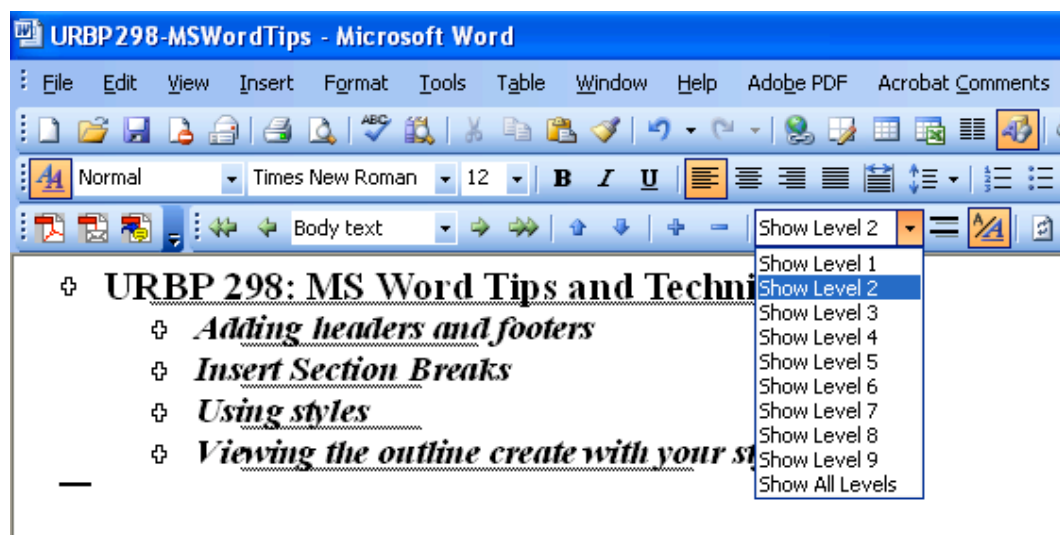 URBP298-MSWordTips - Microsoft Word
File Edit View Insert Format Tools Table Window Help Adobe PDF Acrobat Comments
ABC
Normal Times New Roman 12 B I U
Body text Show Level 2
Show Level 1
Show Level 2
Show Level 3
Show Level 4
Show Level 5
Show Level 6
Show Level 7
Show Level 8
Show Level 9
Show All Levels
URBP 298: MS Word Tips and Techni
Adding headers and footers
Insert Section Breaks
Using styles
Viewing the outline create with your st